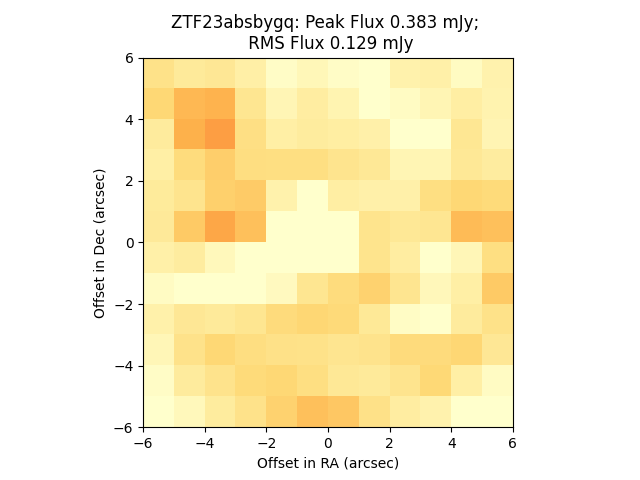 ZTF23absbygq: Peak Flux 0.383 mJy;
RMS Flux 0.129 mJy
Offset in Dec (arcsec)
6
4
2
0
−2
−4
−6
−6 −4 −2 0 2 4 6
Offset in RA (arcsec)